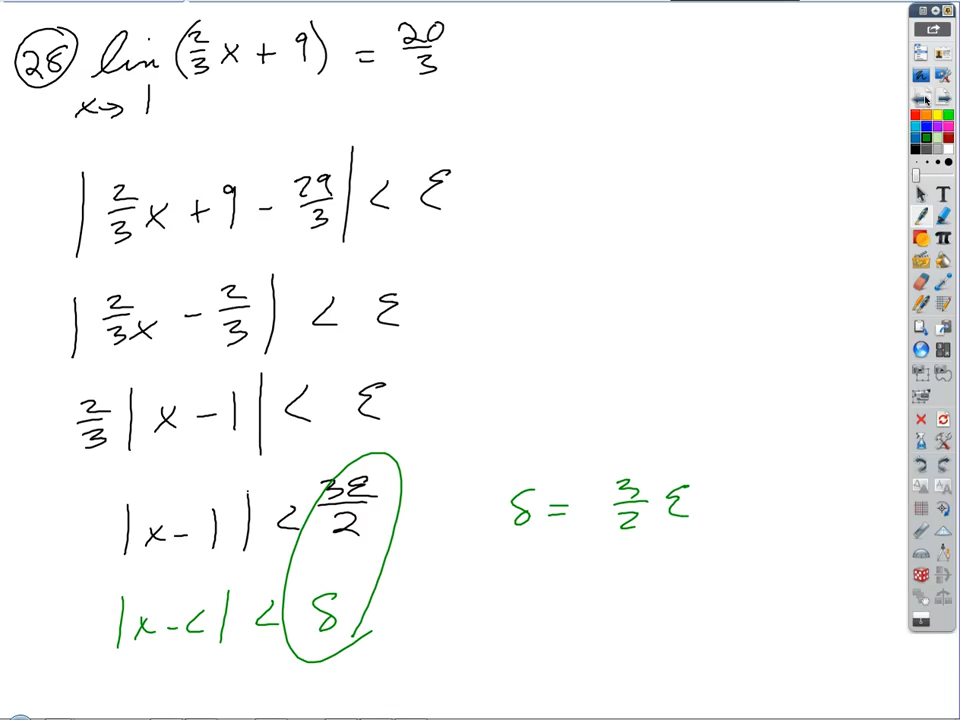 28 lim (2/3 x + 9) = 20/3
x → 1
| 2/3 x + 9 - 29/3 | < ε
| 2/3 x - 2/3 | < ε
2/3 | x - 1 | < ε
| x - 1 | < 3ε/2
δ = 3/2 ε
| x - c | < δ